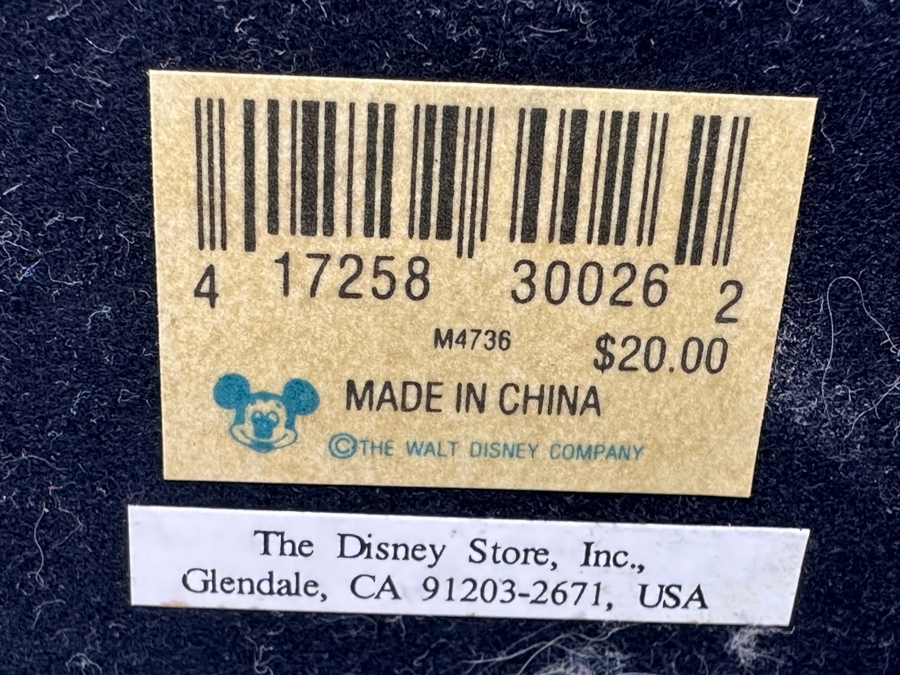 4 17258 30026 2
M4736
$20.00
MADE IN CHINA
©THE WALT DISNEY COMPANY
The Disney Store, Inc.,
Glendale, CA 91203-2671, USA